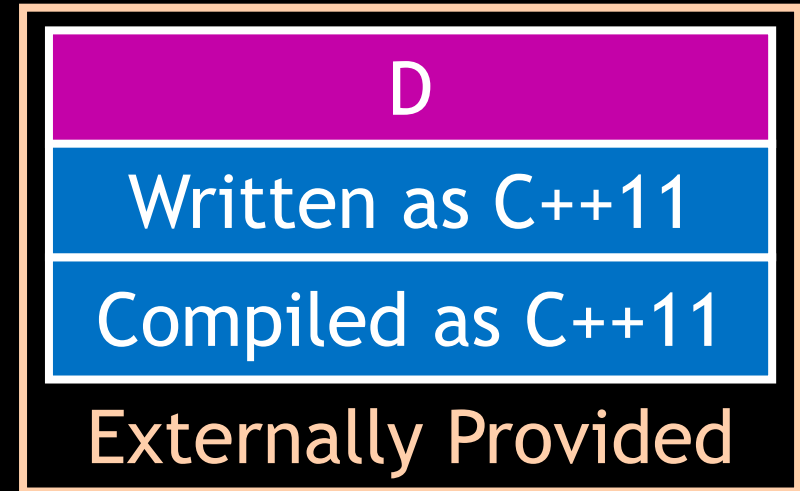 D
Written as C++11
Compiled as C++11
Externally Provided